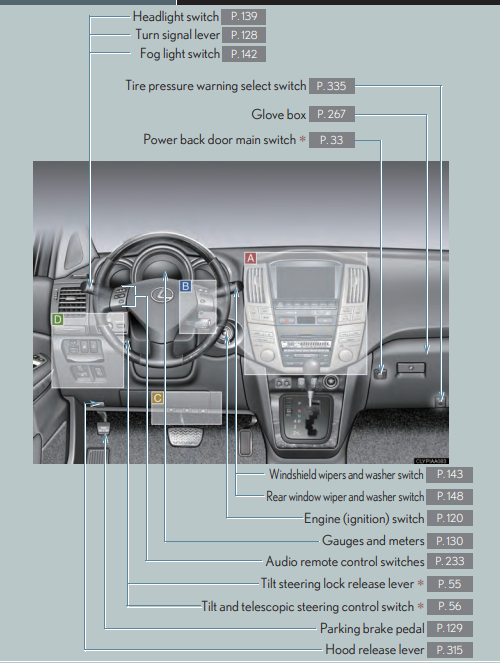 Headlight switch P. 139
Turn signal lever P. 128
Fog light switch P. 142
Tire pressure warning select switch P. 335
Glove box P. 267
Power back door main switch * P. 33
A
B
D
C
CLYPIAA083
Windshield wipers and washer switch P. 143
Rear window wiper and washer switch P. 148
Engine (ignition) switch P. 120
Gauges and meters P. 130
Audio remote control switches P. 233
Tilt steering lock release lever * P. 55
Tilt and telescopic steering control switch * P. 56
Parking brake pedal P. 129
Hood release lever P. 315